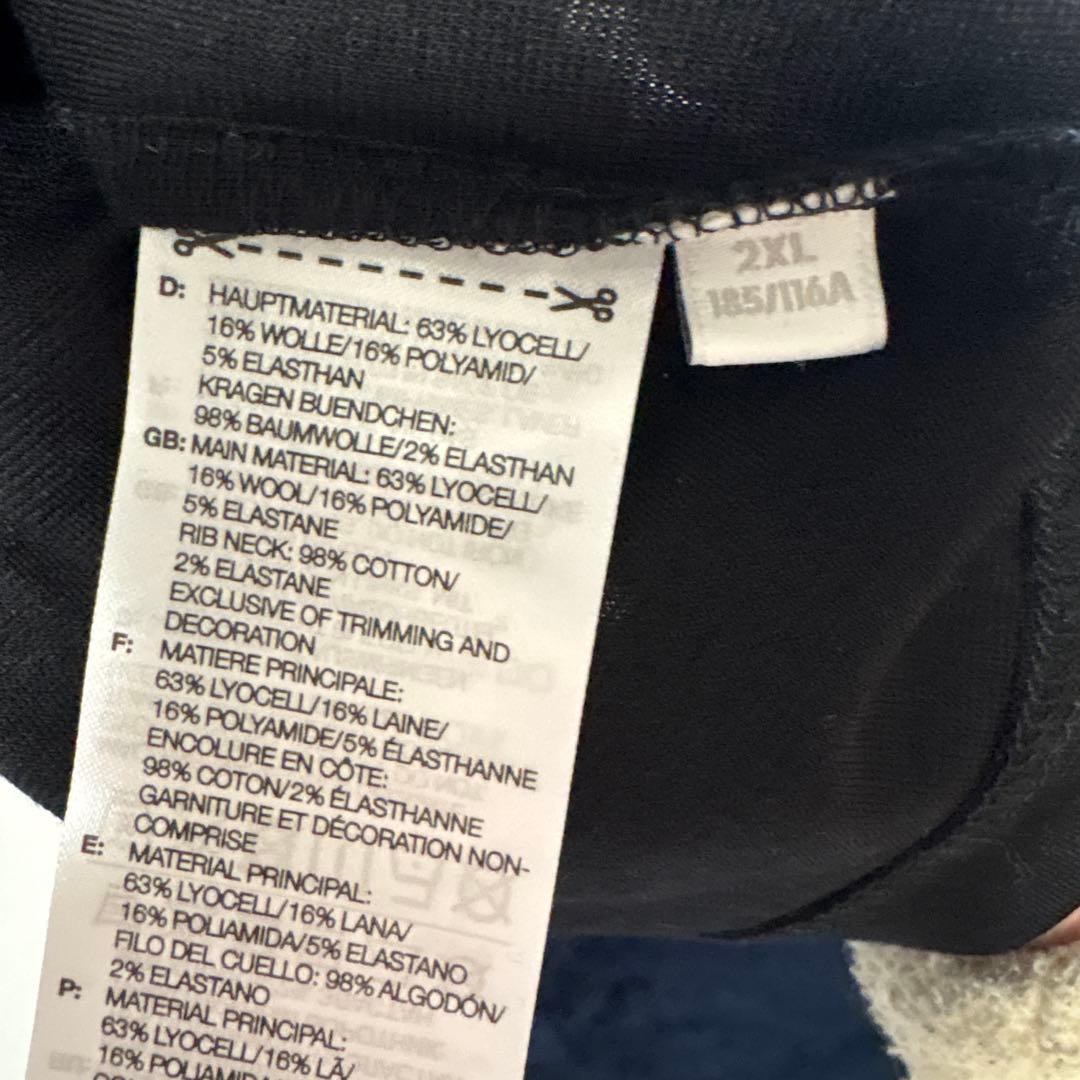 2XL
185/116A
D: HAUPTMATERIAL: 63% LYOCELL/
16% WOLLE/16% POLYAMID/
5% ELASTHAN
KRAGEN BUENDCHEN:
98% BAUMWOLLE/2% ELASTHAN
GB: MAIN MATERIAL: 63% LYOCELL/
16% WOOL/16% POLYAMIDE/
5% ELASTANE
RIB NECK: 98% COTTON/
2% ELASTANE
EXCLUSIVE OF TRIMMING AND
DECORATION
F: MATIERE PRINCIPALE:
63% LYOCELL/16% LAINE/
16% POLYAMIDE/5% ÉLASTHANNE
ENCOLURE EN CÔTE:
98% COTON/2% ÉLASTHANNE
GARNITURE ET DÉCORATION NON-
COMPRISE
E: MATERIAL PRINCIPAL:
63% LYOCELL/16% LANA/
16% POLIAMIDA/5% ELASTANO
FILO DEL CUELLO: 98% ALGODÓN/
2% ELASTANO
P: MATERIAL PRINCIPAL:
63% LYOCELL/16% LÃ/
16%